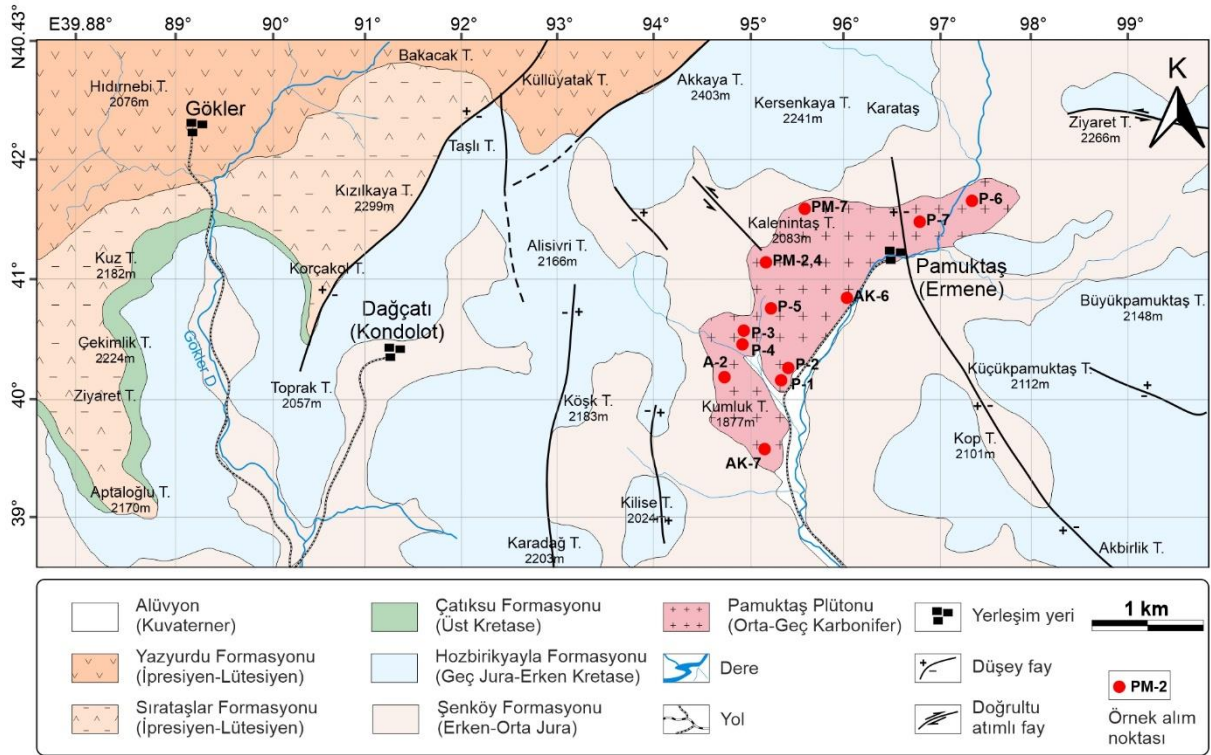 E39.88° 89° 90° 91° 92° 93° 94° 95° 96° 97° 98° 99°
N40.43°
42°
41°
40°
39°
Bakacak T.
Hıdırnebi T.
2076m
Küllüyatak T.
Akkaya T.
2403m
Kersenkaya T.
2241m
Karataş
K
Gökler
Ziyaret T.
2266m
Taşlı T.
Kızılkaya T.
2299m
PM-7
P-6
Kalenintaş T.
2083m
P-7
Kuz T.
2182m
Alisivri T.
2166m
Korçakol T.
PM-2,4
Pamuktaş
(Ermene)
Dağçatı
(Kondolot)
P-5
AK-6
Büyükpamuktaş T.
2148m
Gökler D.
Çekimlik T.
2224m
P-3
P-4
A-2
P-2
P-1
Küçükpamuktaş T.
2112m
Ziyaret T.
Toprak T.
2057m
Köşk T.
2183m
Kumluk T.
1877m
Kop T.
2101m
AK-7
Aptaloğlu T.
2170m
Kilise T.
2024m
Karadağ T.
2203m
Akbirlik T.
Alüvyon
(Kuvaterner)
Yazyurdu Formasyonu
(İpresiyen-Lütesiyen)
Sırataşlar Formasyonu
(İpresiyen-Lütesiyen)
Çatıksu Formasyonu
(Üst Kretase)
Hozbirikyayla Formasyonu
(Geç Jura-Erken Kretase)
Şenköy Formasyonu
(Erken-Orta Jura)
Pamuktaş Plütonu
(Orta-Geç Karbonifer)
Dere
Yol
Yerleşim yeri
Düşey fay
Doğrultu
atımlı fay
1 km
PM-2
Örnek alım
noktası